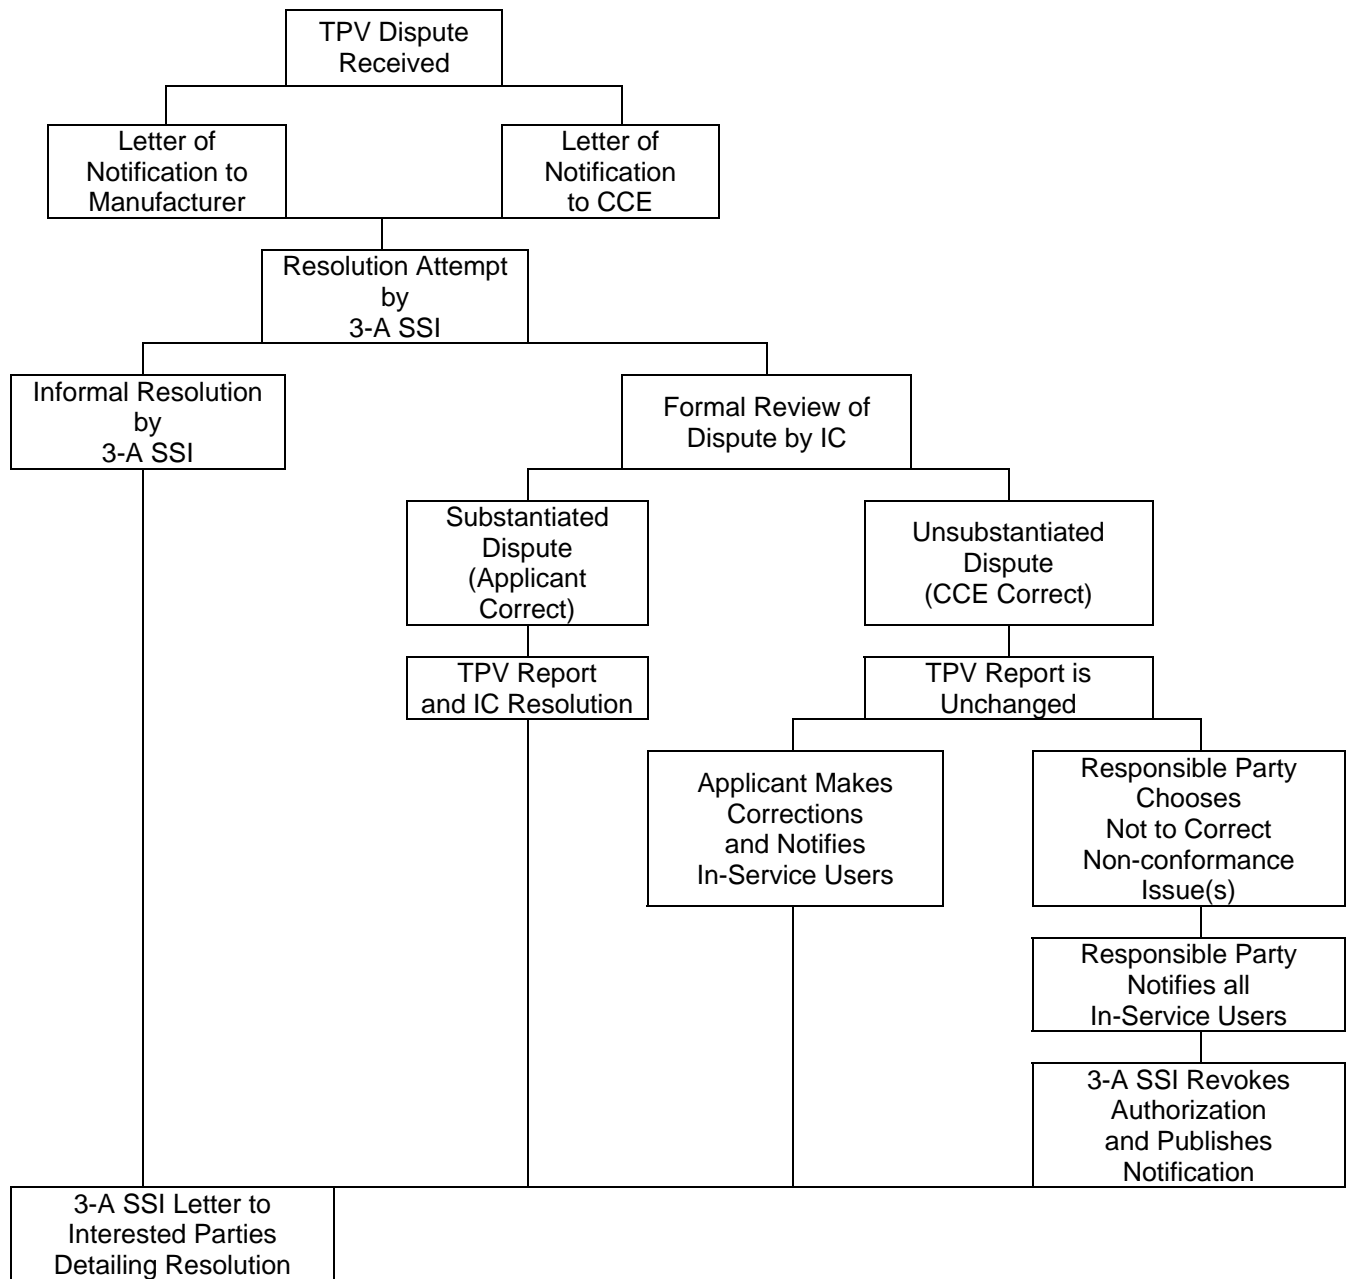 TPV Dispute
Received
Letter of
Notification to
Manufacturer
Letter of
Notification
to CCE
Resolution Attempt
by
3-A SSI
Informal Resolution
by
3-A SSI
Formal Review of
Dispute by IC
Substantiated
Dispute
(Applicant
Correct)
Unsubstantiated
Dispute
(CCE Correct)
TPV Report
and IC Resolution
TPV Report is
Unchanged
Applicant Makes
Corrections
and Notifies
In-Service Users
Responsible Party
Chooses
Not to Correct
Non-conformance
Issue(s)
Responsible Party
Notifies all
In-Service Users
3-A SSI Revokes
Authorization
and Publishes
Notification
3-A SSI Letter to
Interested Parties
Detailing Resolution